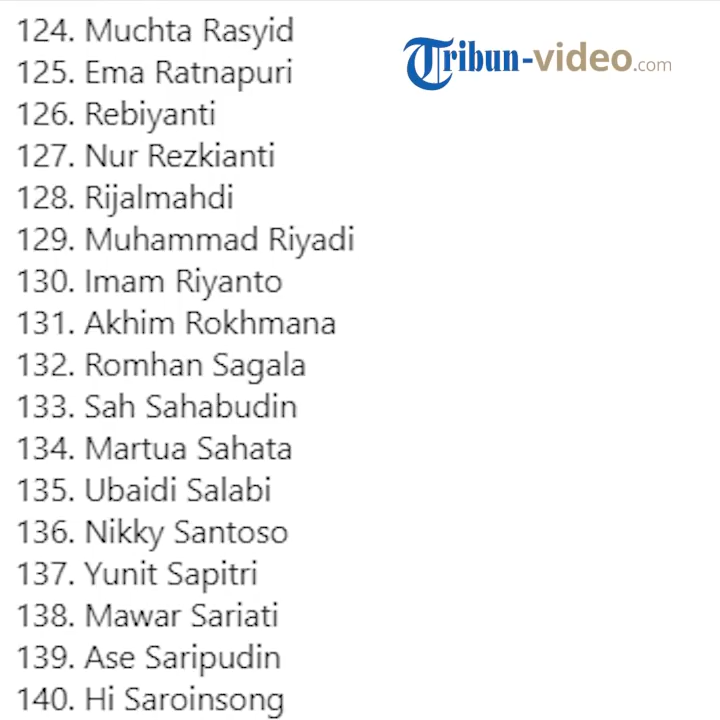 124. Muchta Rasyid
Tribun-video.com
125. Ema Ratnapuri
126. Rebiyanti
127. Nur Rezkianti
128. Rijalmahdi
129. Muhammad Riyadi
130. Imam Riyanto
131. Akhim Rokhmana
132. Romhan Sagala
133. Sah Sahabudin
134. Martua Sahata
135. Ubaidi Salabi
136. Nikky Santoso
137. Yunit Sapitri
138. Mawar Sariati
139. Ase Saripudin
140. Hi Saroinsong